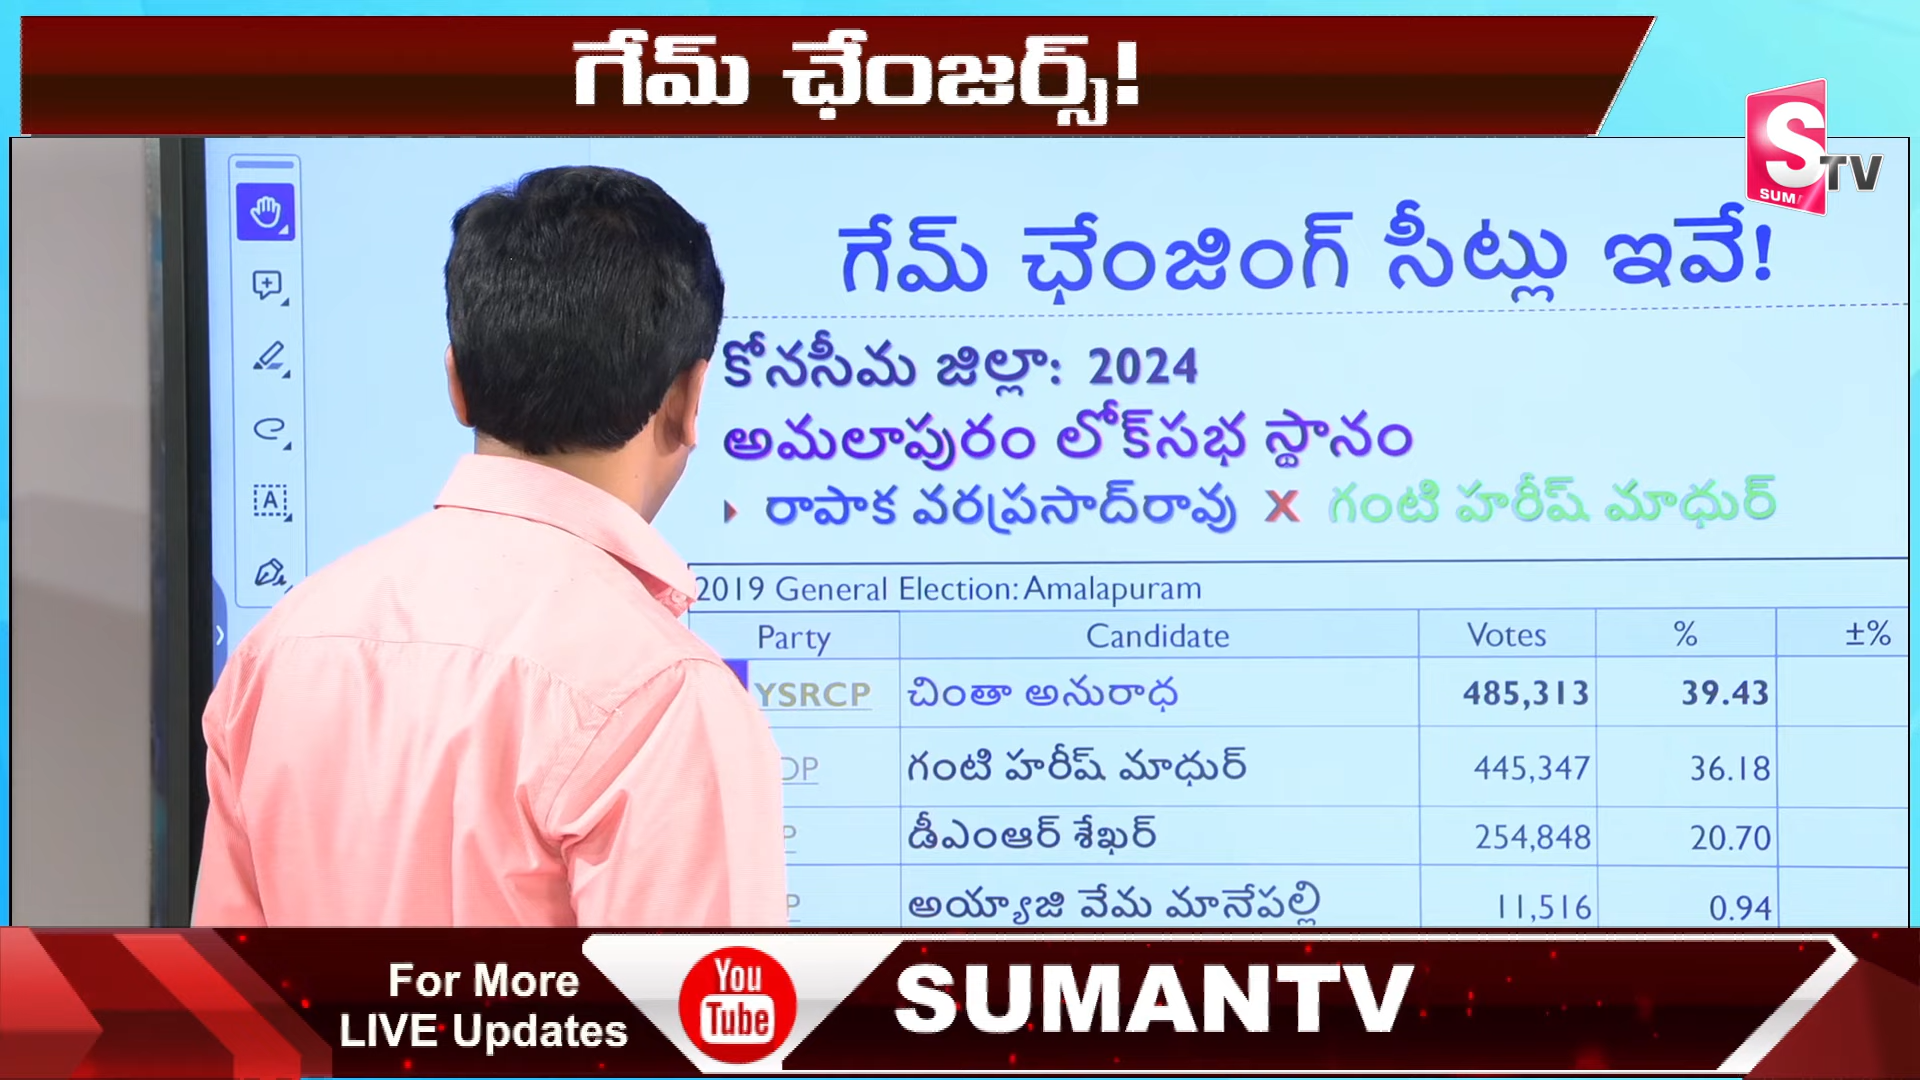 గేమ్ ఛేంజర్స్!
S
TV
SUM
గేమ్ ఛేంజింగ్ సీట్లు ఇవే!
కోనసీమ జిల్లా: 2024
అమలాపురం లోక్‌సభ స్థానం
రాపాక వరప్రసాద్‌రావు X గంటి హరీష్ మాధుర్
2019 General Election: Amalapuram
Party Candidate Votes % ±%
YSRCP చింతా అనురాధ 485,313 39.43
DP గంటి హరీష్ మాధుర్ 445,347 36.18
P డీఎంఆర్ శేఖర్ 254,848 20.70
P అయ్యాజి వేమ మానేపల్లి 11,516 0.94
For More
LIVE Updates
You
Tube
SUMANTV